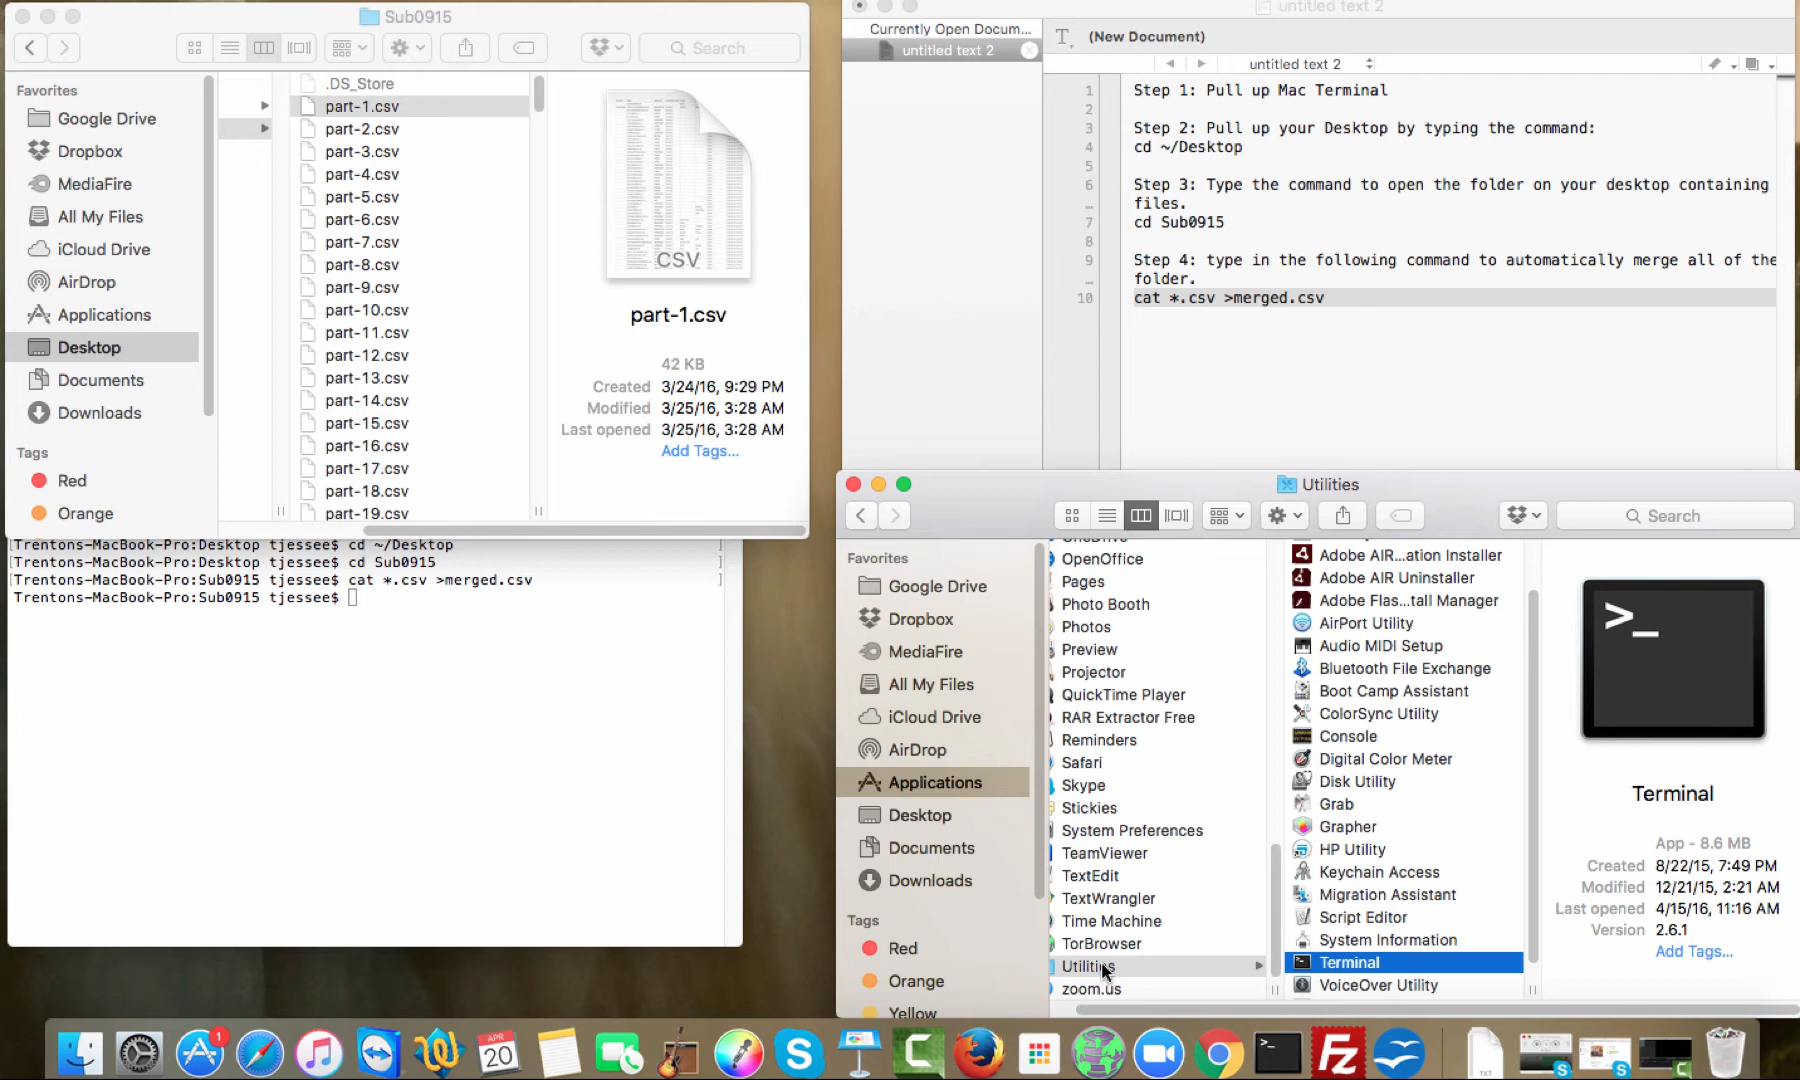 Sub0915
Search
Favorites
Google Drive
Dropbox
MediaFire
All My Files
iCloud Drive
AirDrop
Applications
Desktop
Documents
Downloads
Tags
Red
Orange
.DS_Store
part-1.csv
part-2.csv
part-3.csv
part-4.csv
part-5.csv
part-6.csv
part-7.csv
part-8.csv
part-9.csv
part-10.csv
part-11.csv
part-12.csv
part-13.csv
part-14.csv
part-15.csv
part-16.csv
part-17.csv
part-18.csv
part-19.csv
CSV
part-1.csv
42 KB
Created 3/24/16, 9:29 PM
Modified 3/25/16, 3:28 AM
Last opened 3/25/16, 3:28 AM
Add Tags...
untitled text 2
Currently Open Docum...
untitled text 2
(New Document)
untitled text 2
1 Step 1: Pull up Mac Terminal
2
3 Step 2: Pull up your Desktop by typing the command:
4 cd ~/Desktop
5
6 Step 3: Type the command to open the folder on your desktop containing
… files.
7 cd Sub0915
8
9 Step 4: type in the following command to automatically merge all of the
… folder.
10 cat *.csv >merged.csv
[Trentons-MacBook-Pro:Desktop tjessee$ cd ~/Desktop ]
[Trentons-MacBook-Pro:Desktop tjessee$ cd Sub0915 ]
[Trentons-MacBook-Pro:Sub0915 tjessee$ cat *.csv >merged.csv ]
Trentons-MacBook-Pro:Sub0915 tjessee$
Utilities
Search
Favorites
Google Drive
Dropbox
MediaFire
All My Files
iCloud Drive
AirDrop
Applications
Desktop
Documents
Downloads
Tags
Red
Orange
Yellow
OneDrive
OpenOffice
Pages
Photo Booth
Photos
Preview
Projector
QuickTime Player
RAR Extractor Free
Reminders
Safari
Skype
Stickies
System Preferences
TeamViewer
TextEdit
TextWrangler
Time Machine
TorBrowser
Utilities
zoom.us
Adobe AIR...ation Installer
Adobe AIR Uninstaller
Adobe Flas...tall Manager
AirPort Utility
Audio MIDI Setup
Bluetooth File Exchange
Boot Camp Assistant
ColorSync Utility
Console
Digital Color Meter
Disk Utility
Grab
Grapher
HP Utility
Keychain Access
Migration Assistant
Script Editor
System Information
Terminal
VoiceOver Utility
>_
Terminal
App - 8.6 MB
Created 8/22/15, 7:49 PM
Modified 12/21/15, 2:21 AM
Last opened 4/15/16, 11:16 AM
Version 2.6.1
Add Tags...
1
APR
20
TXT